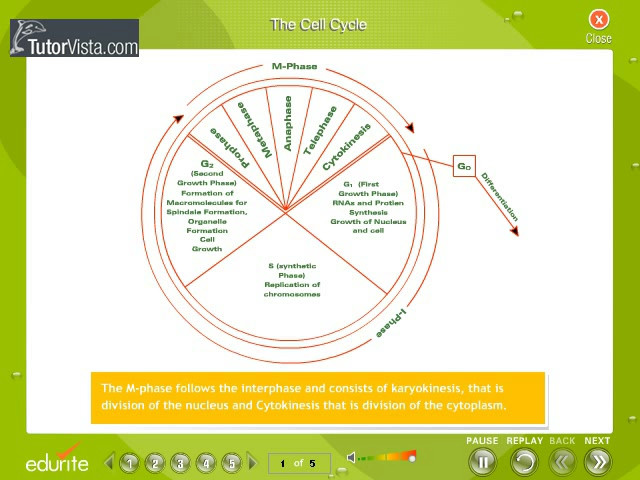 The Cell Cycle
Close
TutorVista.com
M-Phase
Prophase
Metaphase
Anaphase
Telephase
Cytokinesis
G2
(Second
Growth Phase)
Formation of
Macromolecules for
Spindale Formation,
Organelle
Formation
Cell
Growth
G1 (First
Growth Phase)
RNAs and Protien
Synthesis
Growth of Nucleus
and cell
G0
Differentiation
S (synthetic
Phase)
Replication of
chromosomes
I-Phase
The M-phase follows the interphase and consists of karyokinesis, that is
division of the nucleus and Cytokinesis that is division of the cytoplasm.
edurite
1 2 3 4 5
1 of 5
PAUSE REPLAY BACK NEXT